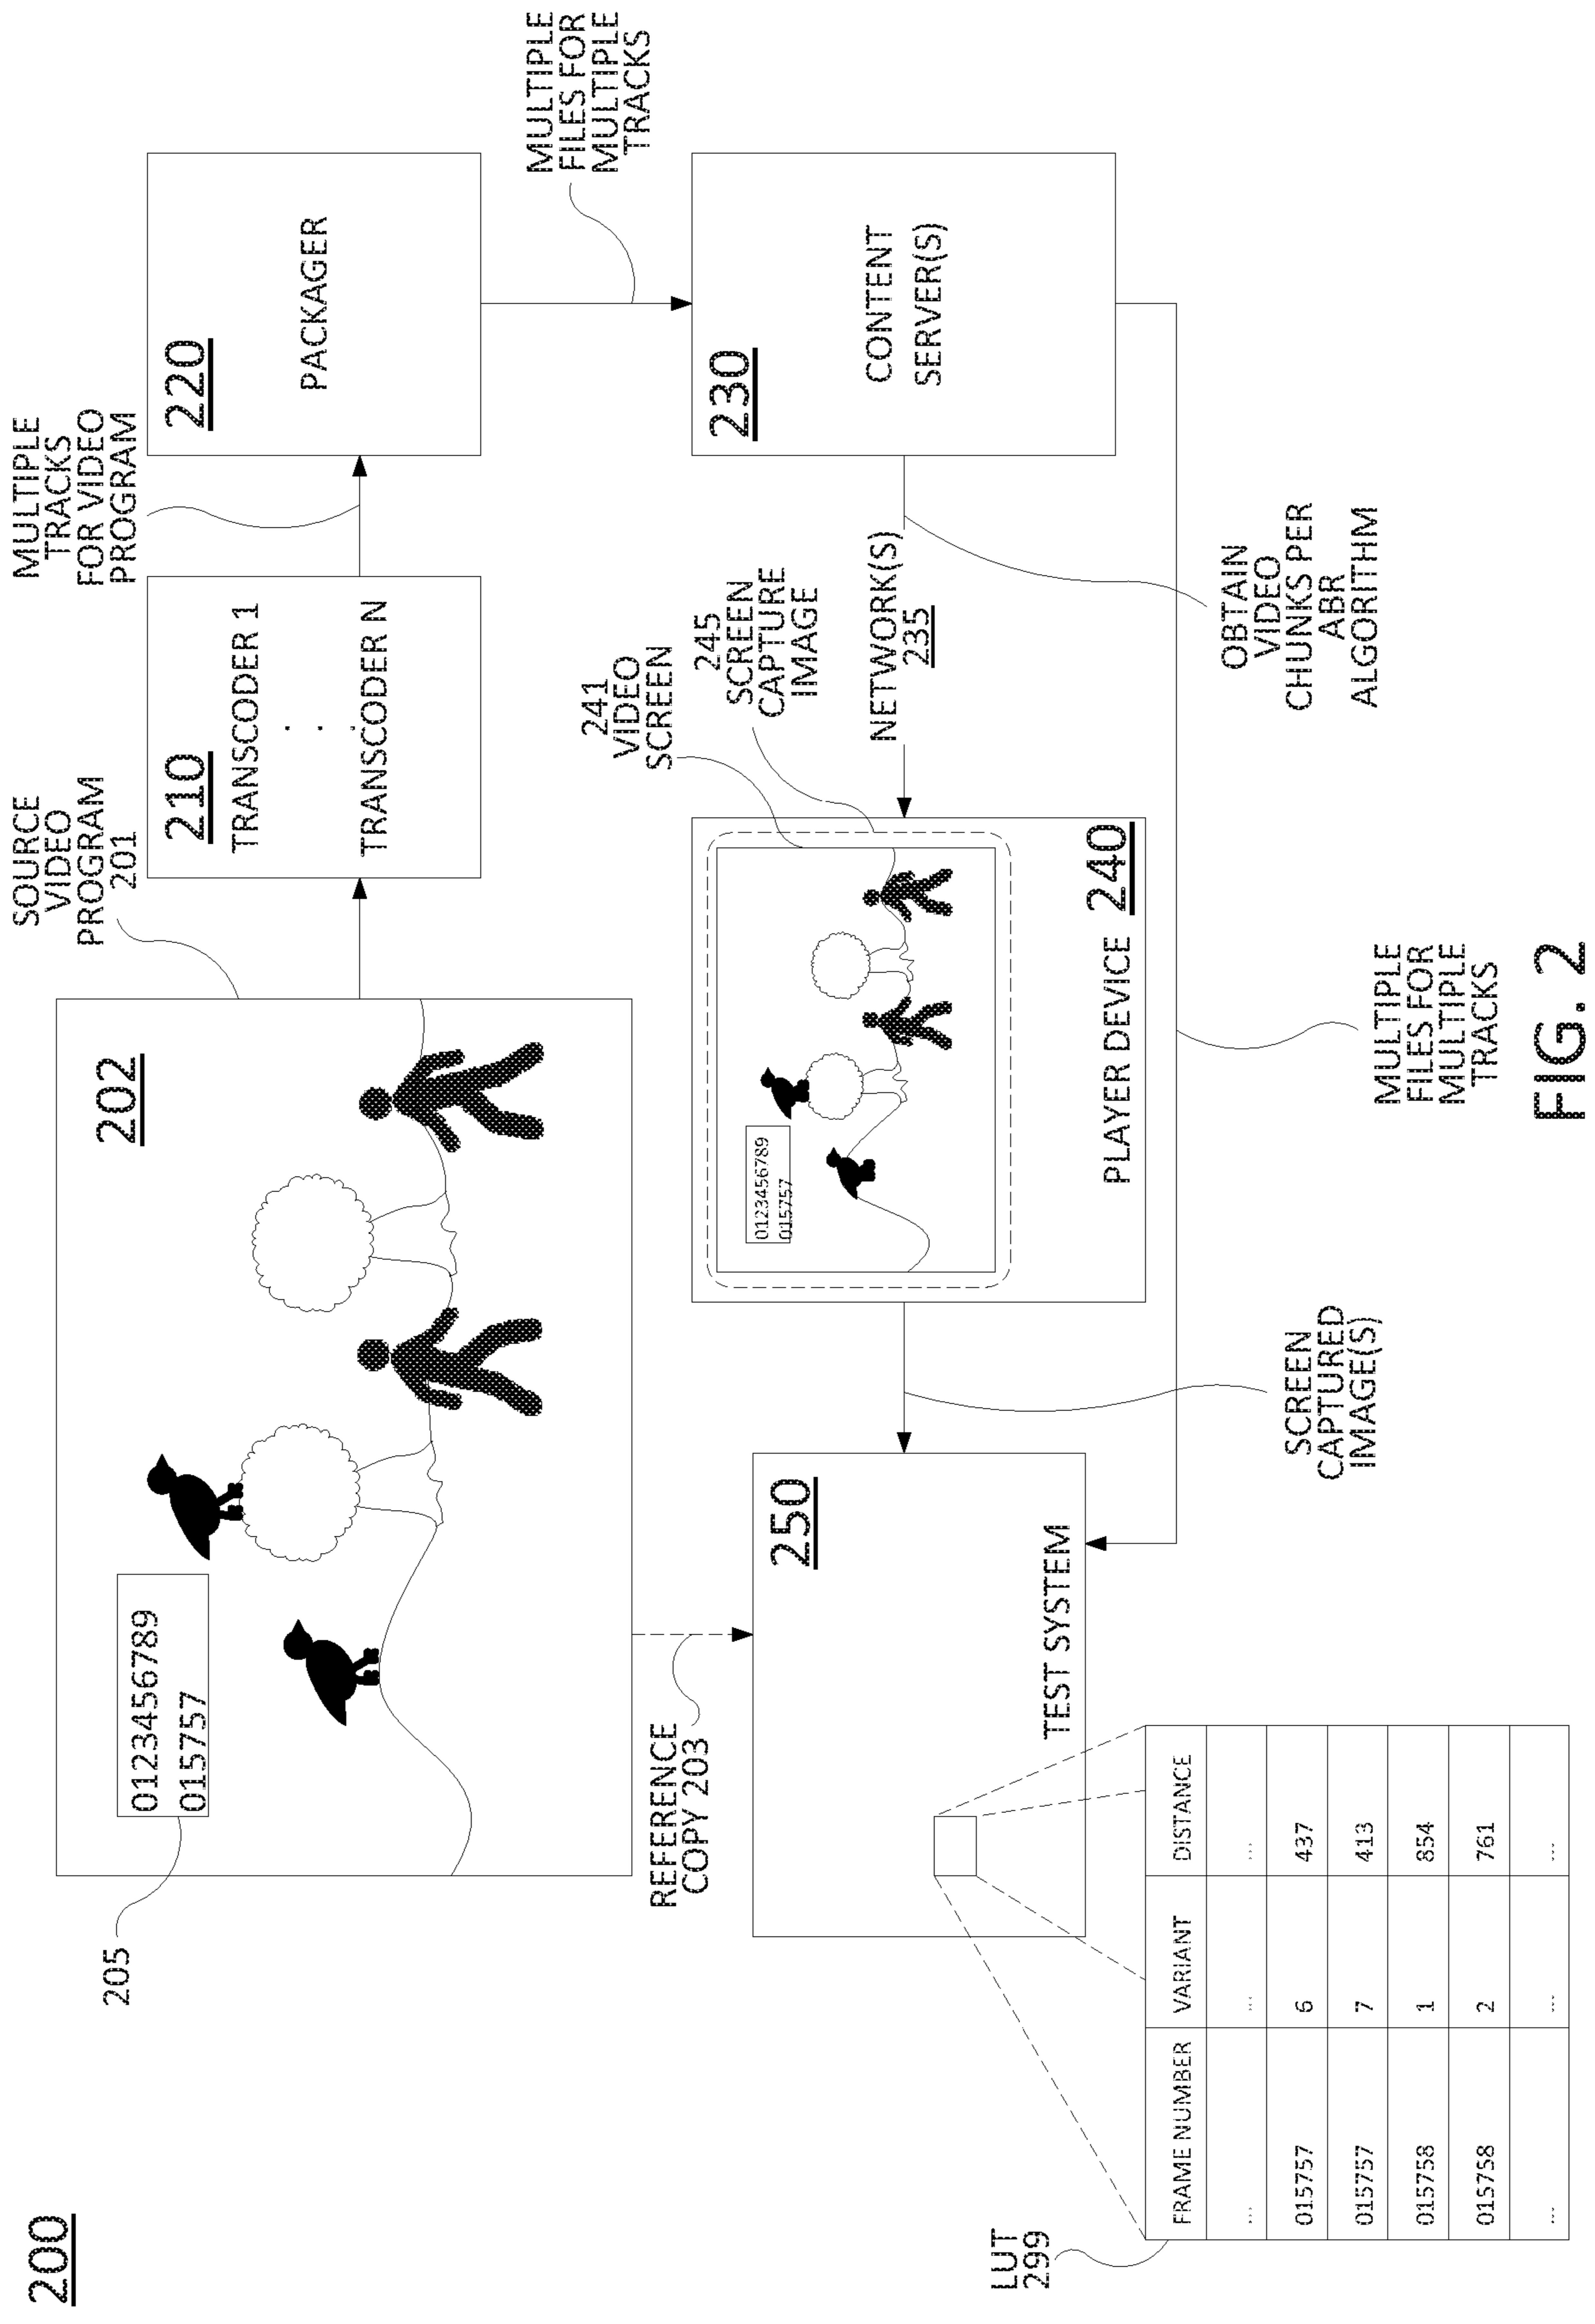 200
205
0123456789
015757
202
SOURCE
VIDEO
PROGRAM
201
210
TRANSCODER 1
.
.
.
TRANSCODER N
MULTIPLE
TRACKS
FOR VIDEO
PROGRAM
220
PACKAGER
MULTIPLE
FILES FOR
MULTIPLE
TRACKS
REFERENCE
COPY 203
241
VIDEO
SCREEN
245
SCREEN
CAPTURE
IMAGE
NETWORK(S)
235
230
CONTENT
SERVER(S)
250
TEST SYSTEM
0123456789
015757
PLAYER DEVICE 240
LUT
299
FRAME NUMBER VARIANT DISTANCE
... ... ...
015757 6 437
015757 7 413
015758 1 854
015758 2 761
... ... ...
SCREEN
CAPTURED
IMAGE(S)
MULTIPLE
FILES FOR
MULTIPLE
TRACKS
OBTAIN
VIDEO
CHUNKS PER
ABR
ALGORITHM
FIG. 2